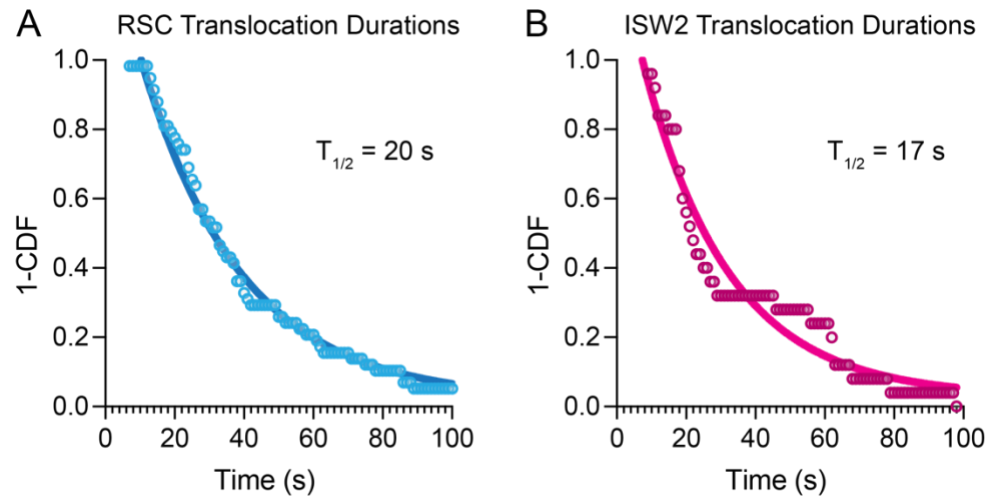 A
RSC Translocation Durations
1-CDF
1.0
0.8
0.6
0.4
0.2
0.0
T1/2 = 20 s
0 20 40 60 80 100
Time (s)
B
ISW2 Translocation Durations
1-CDF
1.0
0.8
0.6
0.4
0.2
0.0
T1/2 = 17 s
0 20 40 60 80 100
Time (s)